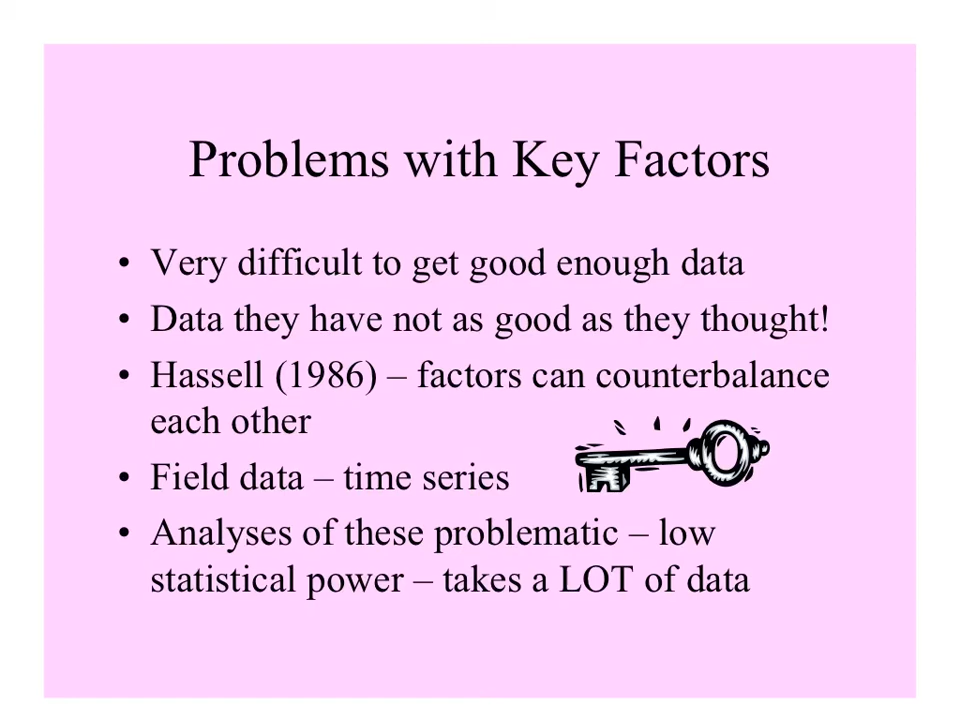 Problems with Key Factors
• Very difficult to get good enough data
• Data they have not as good as they thought!
• Hassell (1986) – factors can counterbalance
each other
• Field data – time series
• Analyses of these problematic – low
statistical power – takes a LOT of data